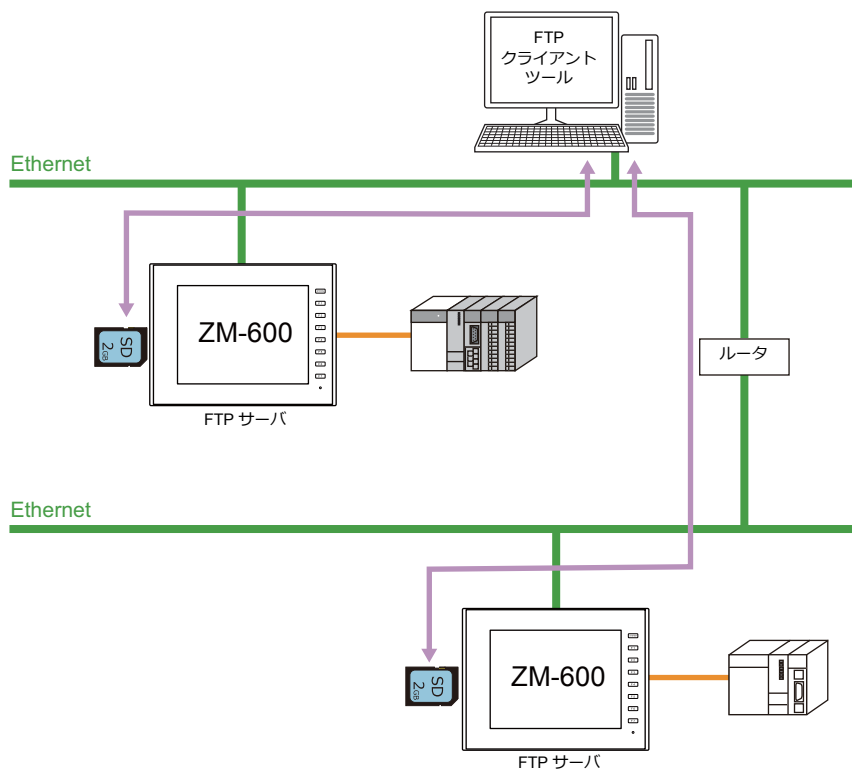 FTP
クライアント
ツール
Ethernet
ZM-600
SD
2GB
ルータ
FTP サーバ
Ethernet
ZM-600
SD
2GB
FTP サーバ